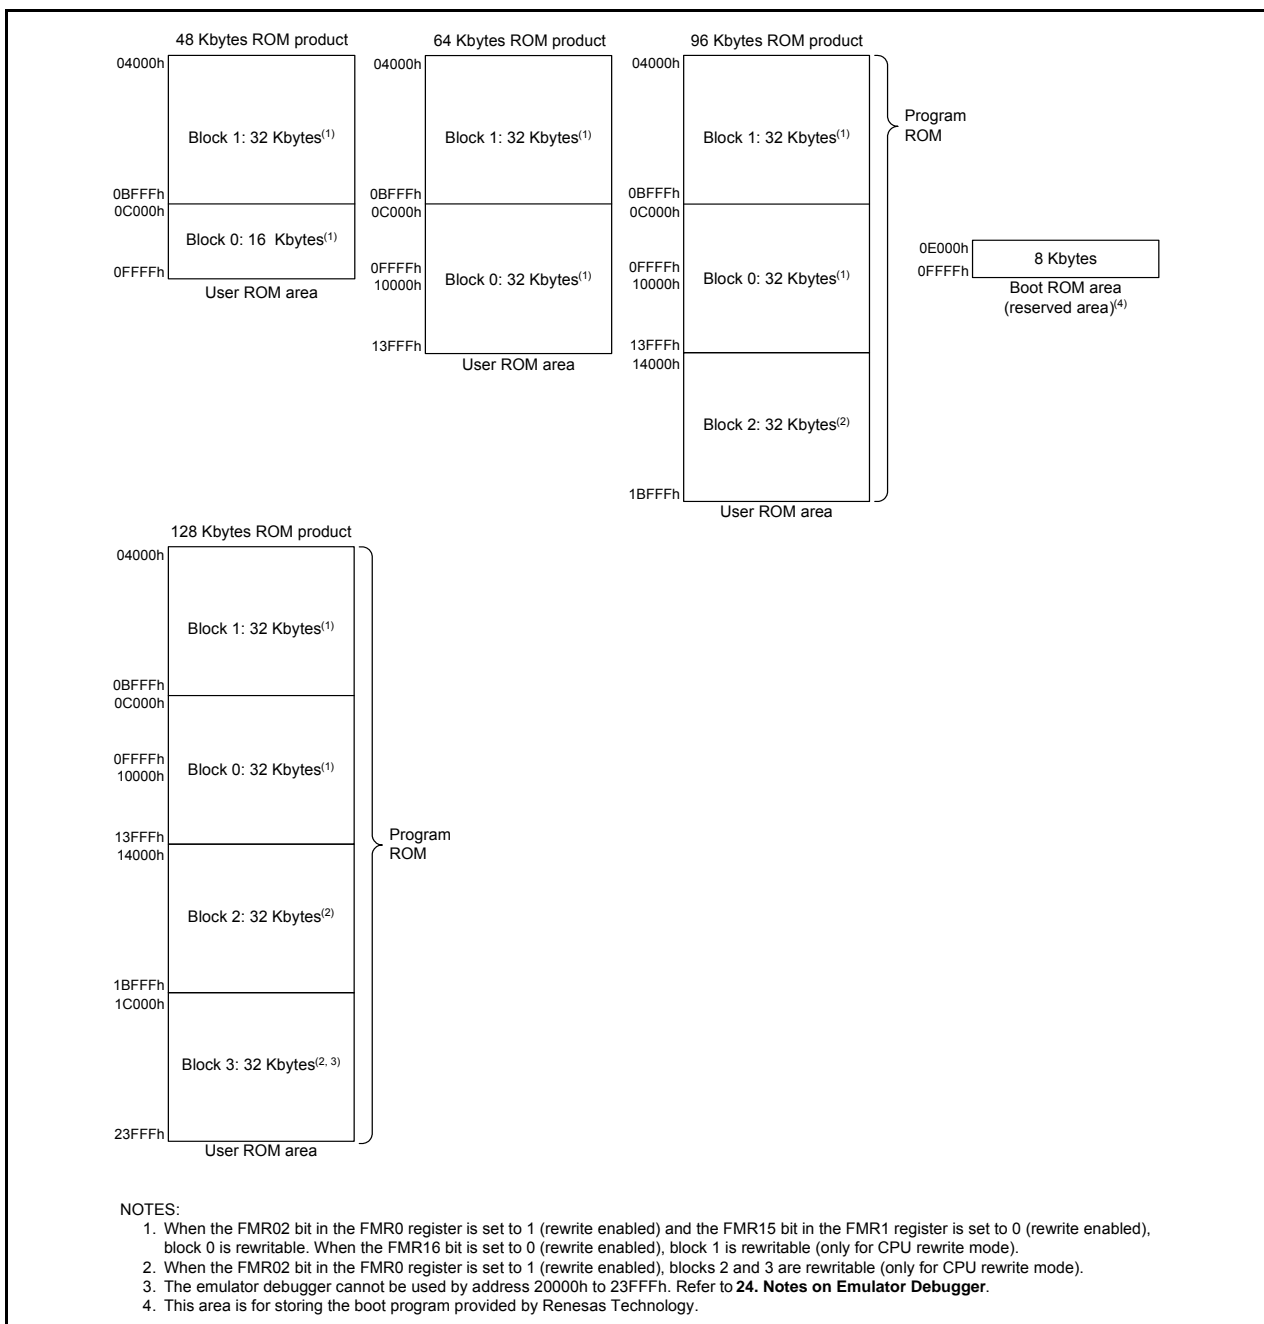 48 Kbytes ROM product
04000h
Block 1: 32 Kbytes(1)
0BFFFh
0C000h
Block 0: 16 Kbytes(1)
0FFFFh
User ROM area
64 Kbytes ROM product
04000h
Block 1: 32 Kbytes(1)
0BFFFh
0C000h
0FFFFh
Block 0: 32 Kbytes(1)
10000h
13FFFh
User ROM area
96 Kbytes ROM product
04000h
Block 1: 32 Kbytes(1)
0BFFFh
0C000h
0FFFFh
Block 0: 32 Kbytes(1)
10000h
13FFFh
14000h
Block 2: 32 Kbytes(2)
1BFFFh
User ROM area
Program
ROM
0E000h
8 Kbytes
0FFFFh
Boot ROM area
(reserved area)(4)
128 Kbytes ROM product
04000h
Block 1: 32 Kbytes(1)
0BFFFh
0C000h
0FFFFh
Block 0: 32 Kbytes(1)
10000h
13FFFh
14000h
Block 2: 32 Kbytes(2)
1BFFFh
1C000h
Block 3: 32 Kbytes(2, 3)
23FFFh
User ROM area
Program
ROM
NOTES:
1. When the FMR02 bit in the FMR0 register is set to 1 (rewrite enabled) and the FMR15 bit in the FMR1 register is set to 0 (rewrite enabled),
block 0 is rewritable. When the FMR16 bit is set to 0 (rewrite enabled), block 1 is rewritable (only for CPU rewrite mode).
2. When the FMR02 bit in the FMR0 register is set to 1 (rewrite enabled), blocks 2 and 3 are rewritable (only for CPU rewrite mode).
3. The emulator debugger cannot be used by address 20000h to 23FFFh. Refer to 24. Notes on Emulator Debugger.
4. This area is for storing the boot program provided by Renesas Technology.